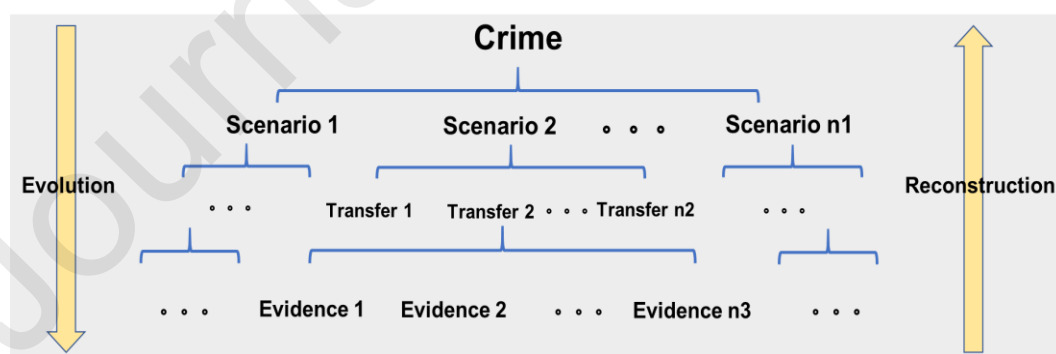 Crime
Scenario 1 Scenario 2 ° ° ° Scenario n1
Evolution Reconstruction
° ° ° Transfer 1 Transfer 2 ° ° ° Transfer n2 ° ° °
° ° ° Evidence 1 Evidence 2 ° ° ° Evidence n3 ° ° °
Journ